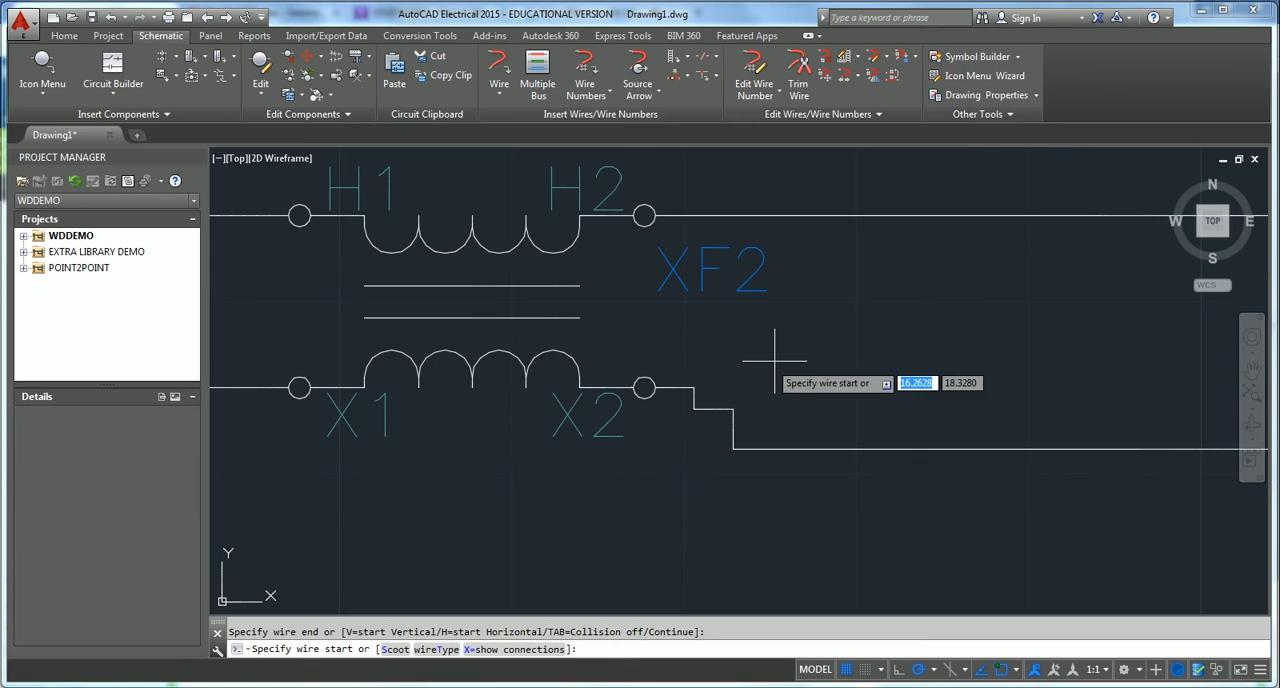 AutoCAD Electrical 2015 - EDUCATIONAL VERSION Drawing1.dwg
Type a keyword or phrase
Sign In
Home Project Schematic Panel Reports Import/Export Data Conversion Tools Add-ins Autodesk 360 Express Tools BIM 360 Featured Apps
Icon Menu
Circuit Builder
Edit
Paste
Cut
Copy Clip
Wire
Multiple Bus
Wire Numbers
Source Arrow
Edit Wire Number
Trim Wire
Symbol Builder
Icon Menu Wizard
Drawing Properties
Insert Components
Edit Components
Circuit Clipboard
Insert Wires/Wire Numbers
Edit Wires/Wire Numbers
Other Tools
Drawing1*
PROJECT MANAGER
WDDEMO
Projects
WDDEMO
EXTRA LIBRARY DEMO
POINT2POINT
Details
[−][Top][2D Wireframe]
H1 H2
XF2
X1 X2
N
W TOP E
S
WCS
Specify wire start or 16.2628 18.3280
Y
X
Specify wire end or [V=start Vertical/H=start Horizontal/TAB=Collision off/Continue]:
Specify wire start or [Scoot wireType X=show connections]:
MODEL 1:1